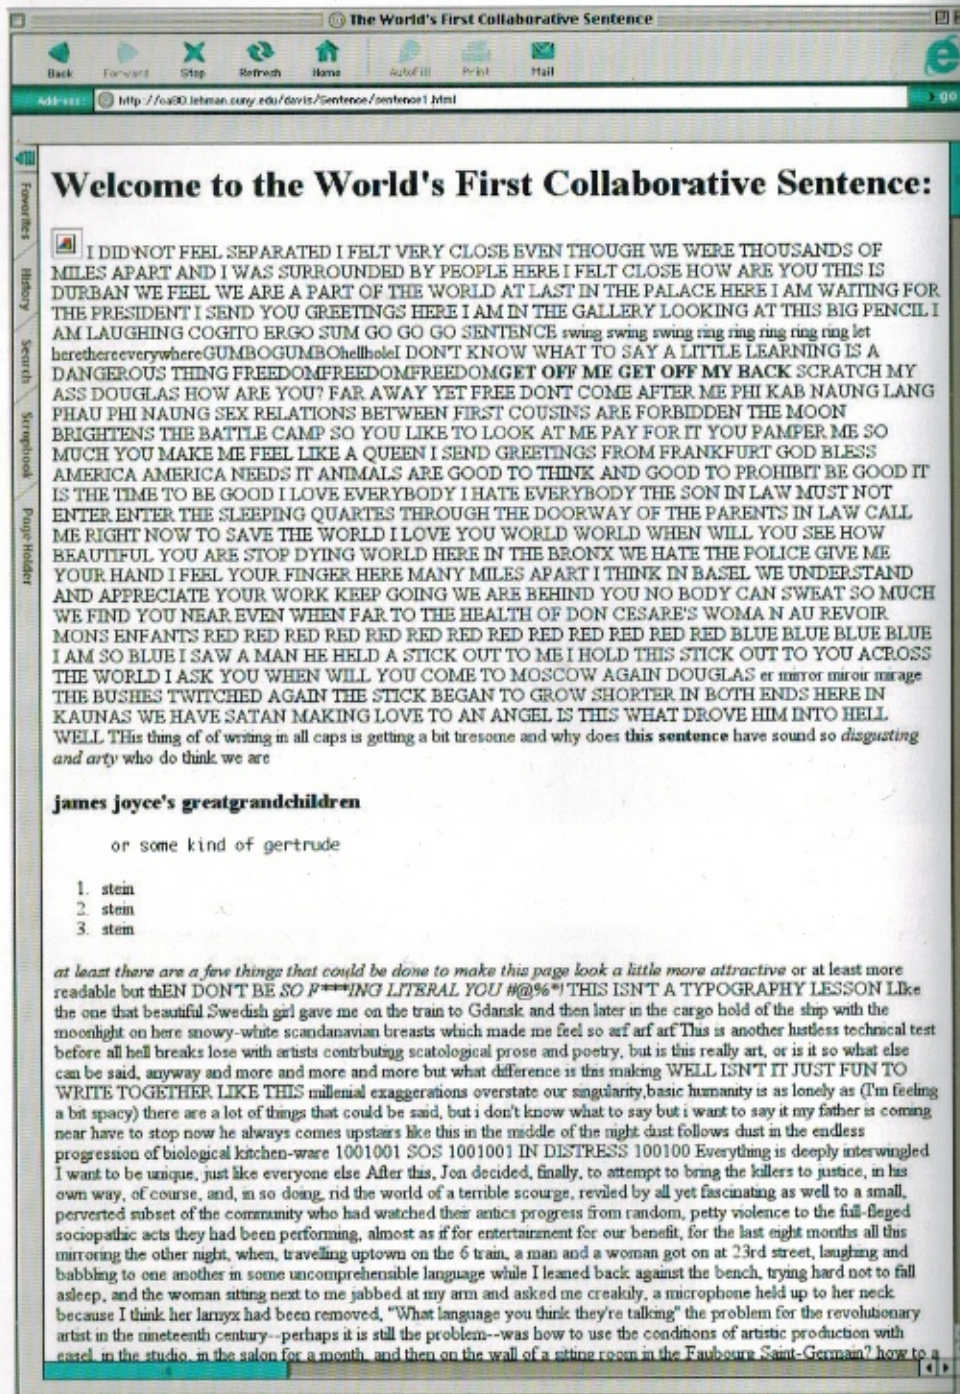 The World's First Collaborative Sentence
Back Forward Stop Refresh Home AutoFill Print Mail
Address: http://ca80.lehman.cuny.edu/davis/Sentence/sentence1.html go
Favorites
History
Search
Scrapbook
Page Holder
Welcome to the World's First Collaborative Sentence:
I DID NOT FEEL SEPARATED I FELT VERY CLOSE EVEN THOUGH WE WERE THOUSANDS OF
MILES APART AND I WAS SURROUNDED BY PEOPLE HERE I FELT CLOSE HOW ARE YOU THIS IS
DURBAN WE FEEL WE ARE A PART OF THE WORLD AT LAST IN THE PALACE HERE I AM WAITING FOR
THE PRESIDENT I SEND YOU GREETINGS HERE I AM IN THE GALLERY LOOKING AT THIS BIG PENCIL I
AM LAUGHING COGITO ERGO SUM GO GO GO SENTENCE swing swing swing ring ring ring ring ring let
herethereeverywhereGUMBOGUMBOhellholeI DON'T KNOW WHAT TO SAY A LITTLE LEARNING IS A
DANGEROUS THING FREEDOMFREEDOMFREEDOMGET OFF ME GET OFF MY BACK SCRATCH MY
ASS DOUGLAS HOW ARE YOU? FAR AWAY YET FREE DONT COME AFTER ME PHI KAB NAUNG LANG
PHAU PHI NAUNG SEX RELATIONS BETWEEN FIRST COUSINS ARE FORBIDDEN THE MOON
BRIGHTENS THE BATTLE CAMP SO YOU LIKE TO LOOK AT ME PAY FOR IT YOU PAMPER ME SO
MUCH YOU MAKE ME FEEL LIKE A QUEEN I SEND GREETINGS FROM FRANKFURT GOD BLESS
AMERICA AMERICA NEEDS IT ANIMALS ARE GOOD TO THINK AND GOOD TO PROHIBIT BE GOOD IT
IS THE TIME TO BE GOOD I LOVE EVERYBODY I HATE EVERYBODY THE SON IN LAW MUST NOT
ENTER ENTER THE SLEEPING QUARTES THROUGH THE DOORWAY OF THE PARENTS IN LAW CALL
ME RIGHT NOW TO SAVE THE WORLD I LOVE YOU WORLD WORLD WHEN WILL YOU SEE HOW
BEAUTIFUL YOU ARE STOP DYING WORLD HERE IN THE BRONX WE HATE THE POLICE GIVE ME
YOUR HAND I FEEL YOUR FINGER HERE MANY MILES APART I THINK IN BASEL WE UNDERSTAND
AND APPRECIATE YOUR WORK KEEP GOING WE ARE BEHIND YOU NO BODY CAN SWEAT SO MUCH
WE FIND YOU NEAR EVEN WHEN FAR TO THE HEALTH OF DON CESARE'S WOMA N AU REVOIR
MONS ENFANTS RED RED RED RED RED RED RED RED RED RED RED RED RED BLUE BLUE BLUE BLUE
I AM SO BLUE I SAW A MAN HE HELD A STICK OUT TO ME I HOLD THIS STICK OUT TO YOU ACROSS
THE WORLD I ASK YOU WHEN WILL YOU COME TO MOSCOW AGAIN DOUGLAS er mirror miroir mirage
THE BUSHES TWITCHED AGAIN THE STICK BEGAN TO GROW SHORTER IN BOTH ENDS HERE IN
KAUNAS WE HAVE SATAN MAKING LOVE TO AN ANGEL IS THIS WHAT DROVE HIM INTO HELL
WELL THis thing of of writing in all caps is getting a bit tiresome and why does this sentence have sound so disgusting
and arty who do think we are
james joyce's greatgrandchildren
or some kind of gertrude
1. stein
2. stein
3. stein
at least there are a few things that could be done to make this page look a little more attractive or at least more
readable but thEN DON'T BE SO F***ING LITERAL YOU #@%*! THIS ISN'T A TYPOGRAPHY LESSON LIke
the one that beautiful Swedish girl gave me on the train to Gdansk and then later in the cargo hold of the ship with the
moonlight on here snowy-white scandanavian breasts which made me feel so arf arf arf This is another listless technical test
before all hell breaks lose with artists contrbuting scatological prose and poetry, but is this really art, or is it so what else
can be said, anyway and more and more and more but what difference is this making WELL ISN'T IT JUST FUN TO
WRITE TOGETHER LIKE THIS millenial exaggerations overstate our singularity,basic humanity is as lonely as (I'm feeling
a bit spacy) there are a lot of things that could be said, but i don't know what to say but i want to say it my father is coming
near have to stop now he always comes upstairs like this in the middle of the night dust follows dust in the endless
progression of biological kitchen-ware 1001001 SOS 1001001 IN DISTRESS 100100 Everything is deeply interwingled
I want to be unique, just like everyone else After this, Jon decided, finally, to attempt to bring the killers to justice, in his
own way, of course, and, in so doing, rid the world of a terrible scourge, reviled by all yet fascinating as well to a small,
perverted subset of the community who had watched their antics progress from random, petty violence to the full-fleged
sociopathic acts they had been performing, almost as if for entertainment for our benefit, for the last eight months all this
mirroring the other night, when, travelling uptown on the 6 train, a man and a woman got on at 23rd street, laughing and
babbling to one another in some uncomprehensible language while I leaned back against the bench, trying hard not to fall
asleep, and the woman sitting next to me jabbed at my arm and asked me creakily, a microphone held up to her neck
because I think her larnyx had been removed, "What language you think they're talking" the problem for the revolutionary
artist in the nineteenth century--perhaps it is still the problem--was how to use the conditions of artistic production with
easel, in the studio, in the salon for a month, and then on the wall of a sitting room in the Faubourg Saint-Germain? how to a